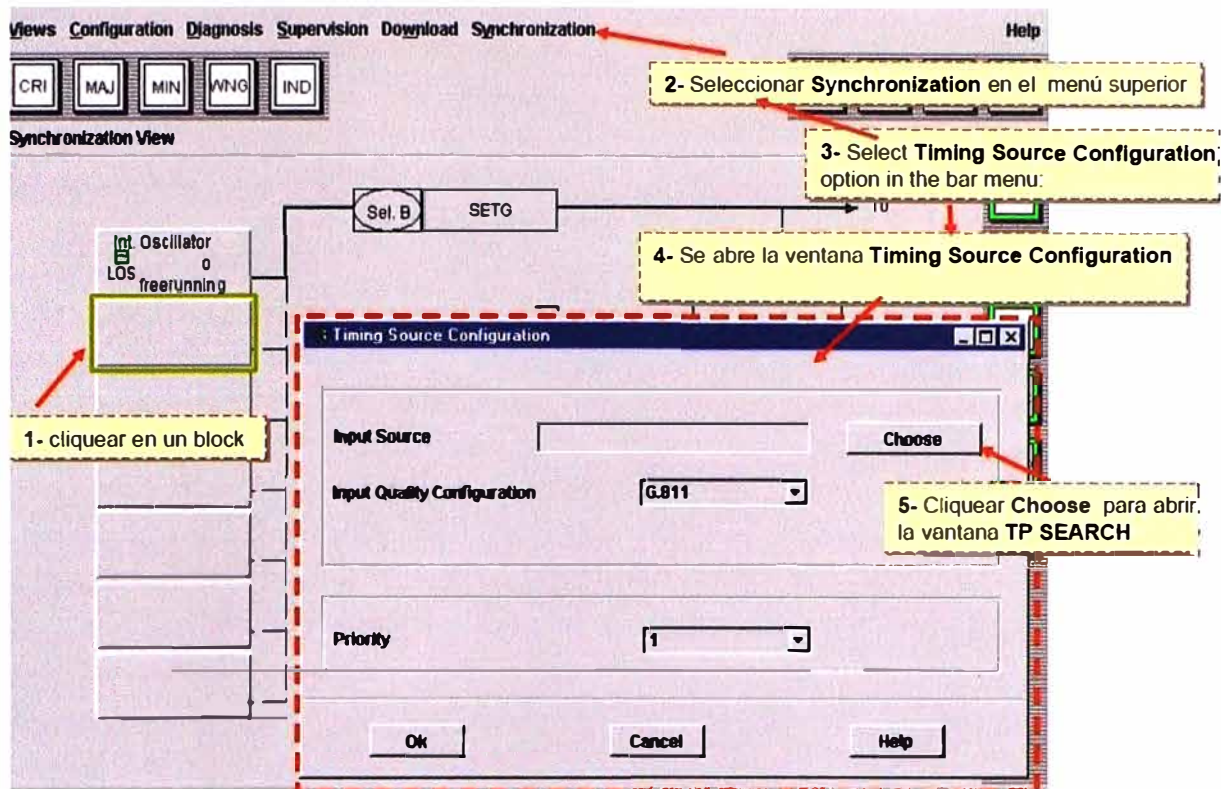 Views Configuration Diagnosis Supervision Download Synchronization Help
CRI MAJ MIN WNG IND
2- Seleccionar Synchronization en el menú superior
Synchronization View
3- Select Timing Source Configuration
option in the bar menu:
Sel. B SETG T0
Int. Oscillator
0
LOS
freerunning
4- Se abre la ventana Timing Source Configuration
Timing Source Configuration
1- cliquear en un block
Input Source Choose
Input Quality Configuration G.811
5- Cliquear Choose para abrir
la vantana TP SEARCH
Priority 1
Ok Cancel Help